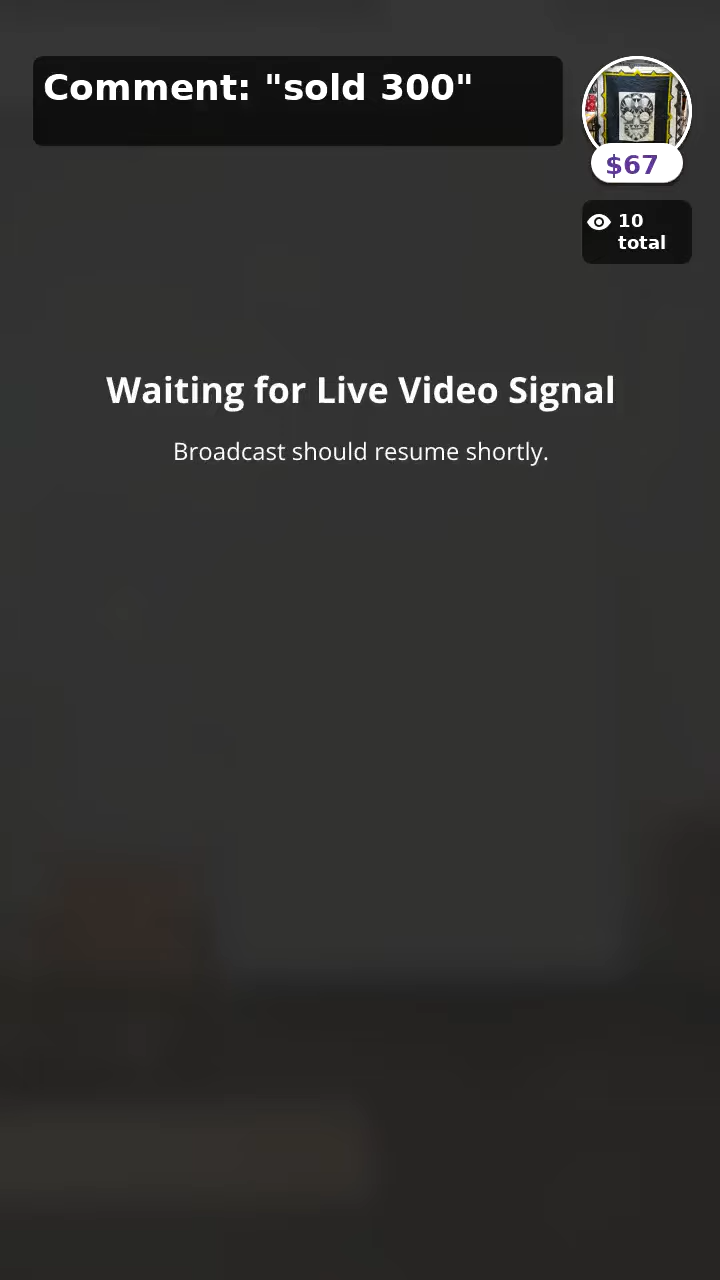 Comment: "sold 300"
$67
10
total
Waiting for Live Video Signal
Broadcast should resume shortly.